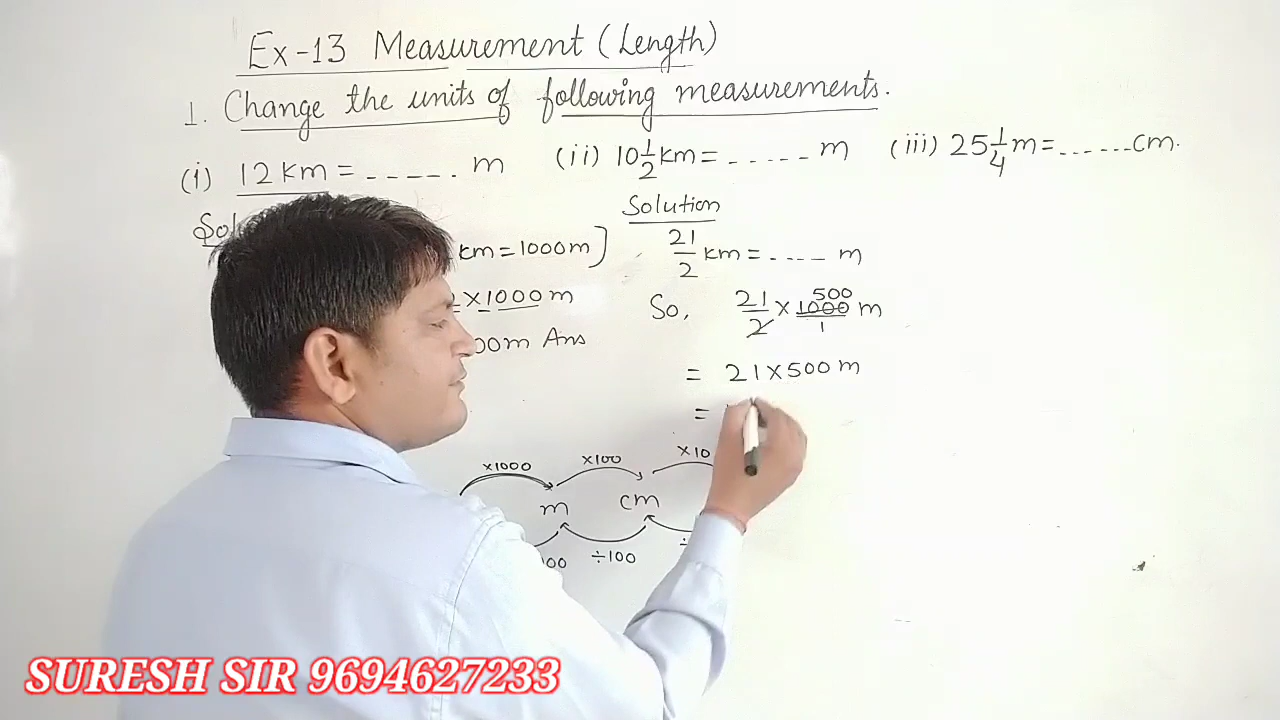 Ex-13 Measurement (Length)
1. Change the units of following measurements.
(i) 12 km = _ _ _ _ _ . m (ii) 10 1/2 km = _ _ _ _ _ m (iii) 25 1/4 m = _ _ _ _ _ cm.
Solution
km = 1000m]
21/2 km = _ _ _ _ m
× 1000 m
So, 21/2 × 1000/1 m
500
00m Ans
= 21 × 500 m
=
×1000 ×100 ×10
m cm
00 ÷100 ÷
SURESH SIR 9694627233